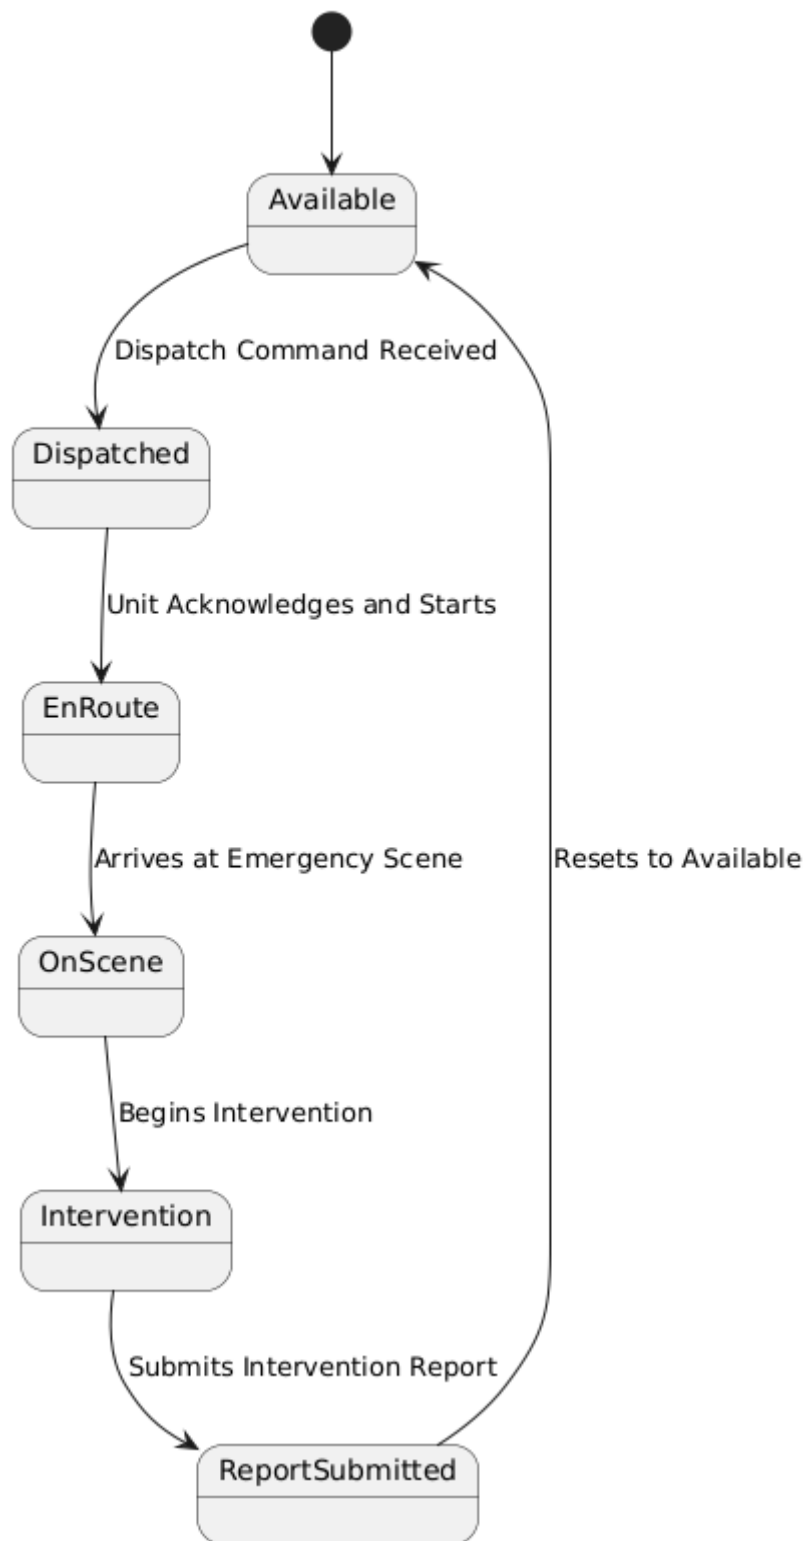 Available
Dispatch Command Received
Dispatched
Unit Acknowledges and Starts
EnRoute
Arrives at Emergency Scene
Resets to Available
OnScene
Begins Intervention
Intervention
Submits Intervention Report
ReportSubmitted